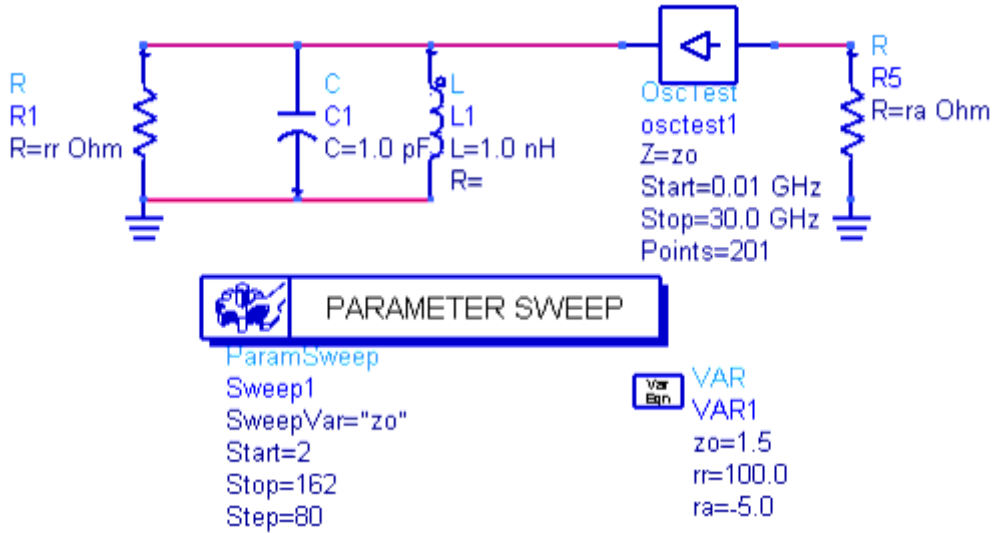 R
R1
R=rr Ohm
C
C1
C=1.0 pF
L
L1
L=1.0 nH
R=
OscTest
osctest1
Z=zo
Start=0.01 GHz
Stop=30.0 GHz
Points=201
R
R5
R=ra Ohm
PARAMETER SWEEP
ParamSweep
Sweep1
SweepVar="zo"
Start=2
Stop=162
Step=80
Var
Eqn
VAR
VAR1
zo=1.5
rr=100.0
ra=-5.0